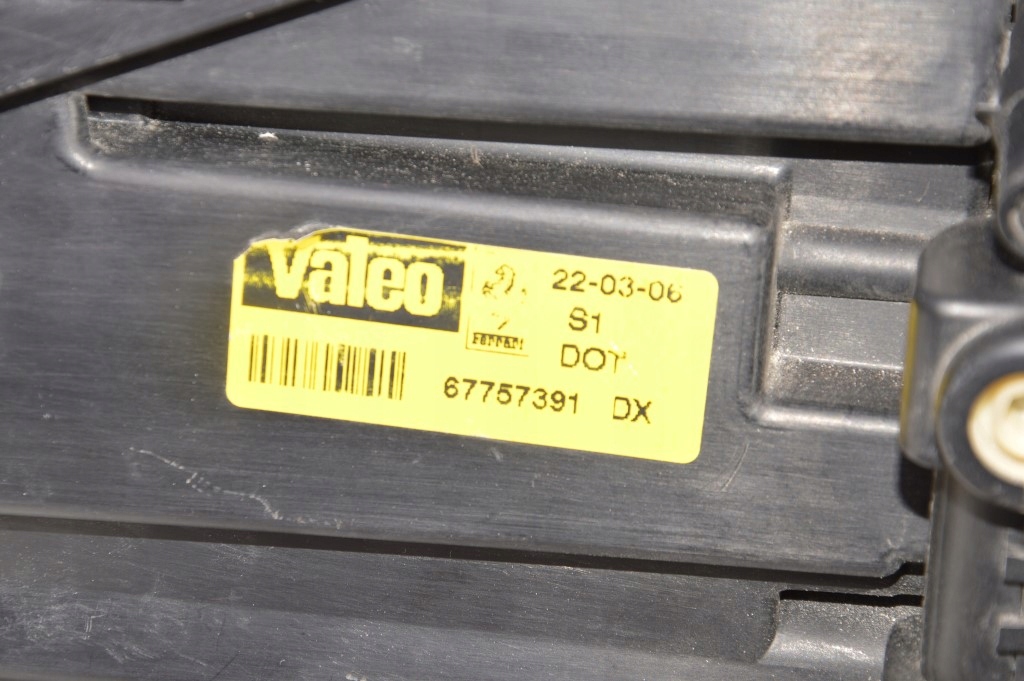 Valeo
Ferrari
22-03-06
S1
DOT
67757391 DX